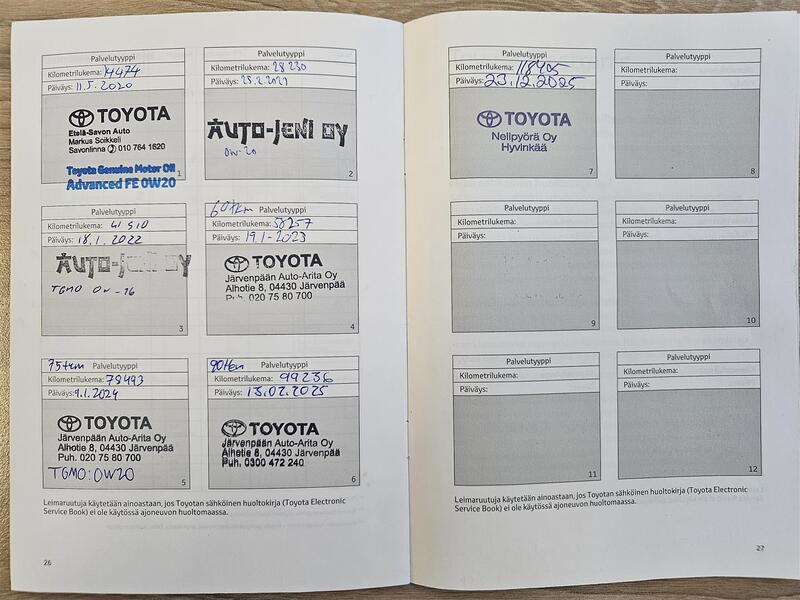 Palvelutyyppi
Kilometrilukema: 14474
Päiväys: 11.5.2020
TOYOTA
Etelä-Savon Auto
Markus Soikkeli
Savonlinna 010 764 1620
Toyota Genuine Motor Oil
Advanced FE 0W20
1
Palvelutyyppi
Kilometrilukema: 28 230
Päiväys: 25.2.2021
AUTO-JENI OY
0W-20
2
Palvelutyyppi
Kilometrilukema: 41 510
Päiväys: 18.1.2022
AUTO-JENI OY
TGMO 0W-16
3
60tkm Palvelutyyppi
Kilometrilukema: 58257
Päiväys: 19.1-2023
TOYOTA
Järvenpään Auto-Arita Oy
Alhotie 8, 04430 Järvenpää
Puh. 020 75 80 700
4
75tkm Palvelutyyppi
Kilometrilukema: 78493
Päiväys: 9.1.2024
TOYOTA
Järvenpään Auto-Arita Oy
Alhotie 8, 04430 Järvenpää
Puh. 020 75 80 700
TGMO: 0W20
5
90tkm Palvelutyyppi
Kilometrilukema: 99236
Päiväys: 13.02.2025
TOYOTA
Järvenpään Auto-Arita Oy
Alhotie 8, 04430 Järvenpää
Puh. 0300 472 240
6
Leimaruutuja käytetään ainoastaan, jos Toyotan sähköinen huoltokirja (Toyota Electronic
Service Book) ei ole käytössä ajoneuvon huoltomaassa.
26
Palvelutyyppi
Kilometrilukema: 118405
Päiväys: 23.12.2025
TOYOTA
Nelipyörä Oy
Hyvinkää
7
Palvelutyyppi
Kilometrilukema:
Päiväys:
8
Palvelutyyppi
Kilometrilukema:
Päiväys:
9
Palvelutyyppi
Kilometrilukema:
Päiväys:
10
Palvelutyyppi
Kilometrilukema:
Päiväys:
11
Palvelutyyppi
Kilometrilukema:
Päiväys:
12
Leimaruutuja käytetään ainoastaan, jos Toyotan sähköinen huoltokirja (Toyota Electronic
Service Book) ei ole käytössä ajoneuvon huoltomaassa.
27